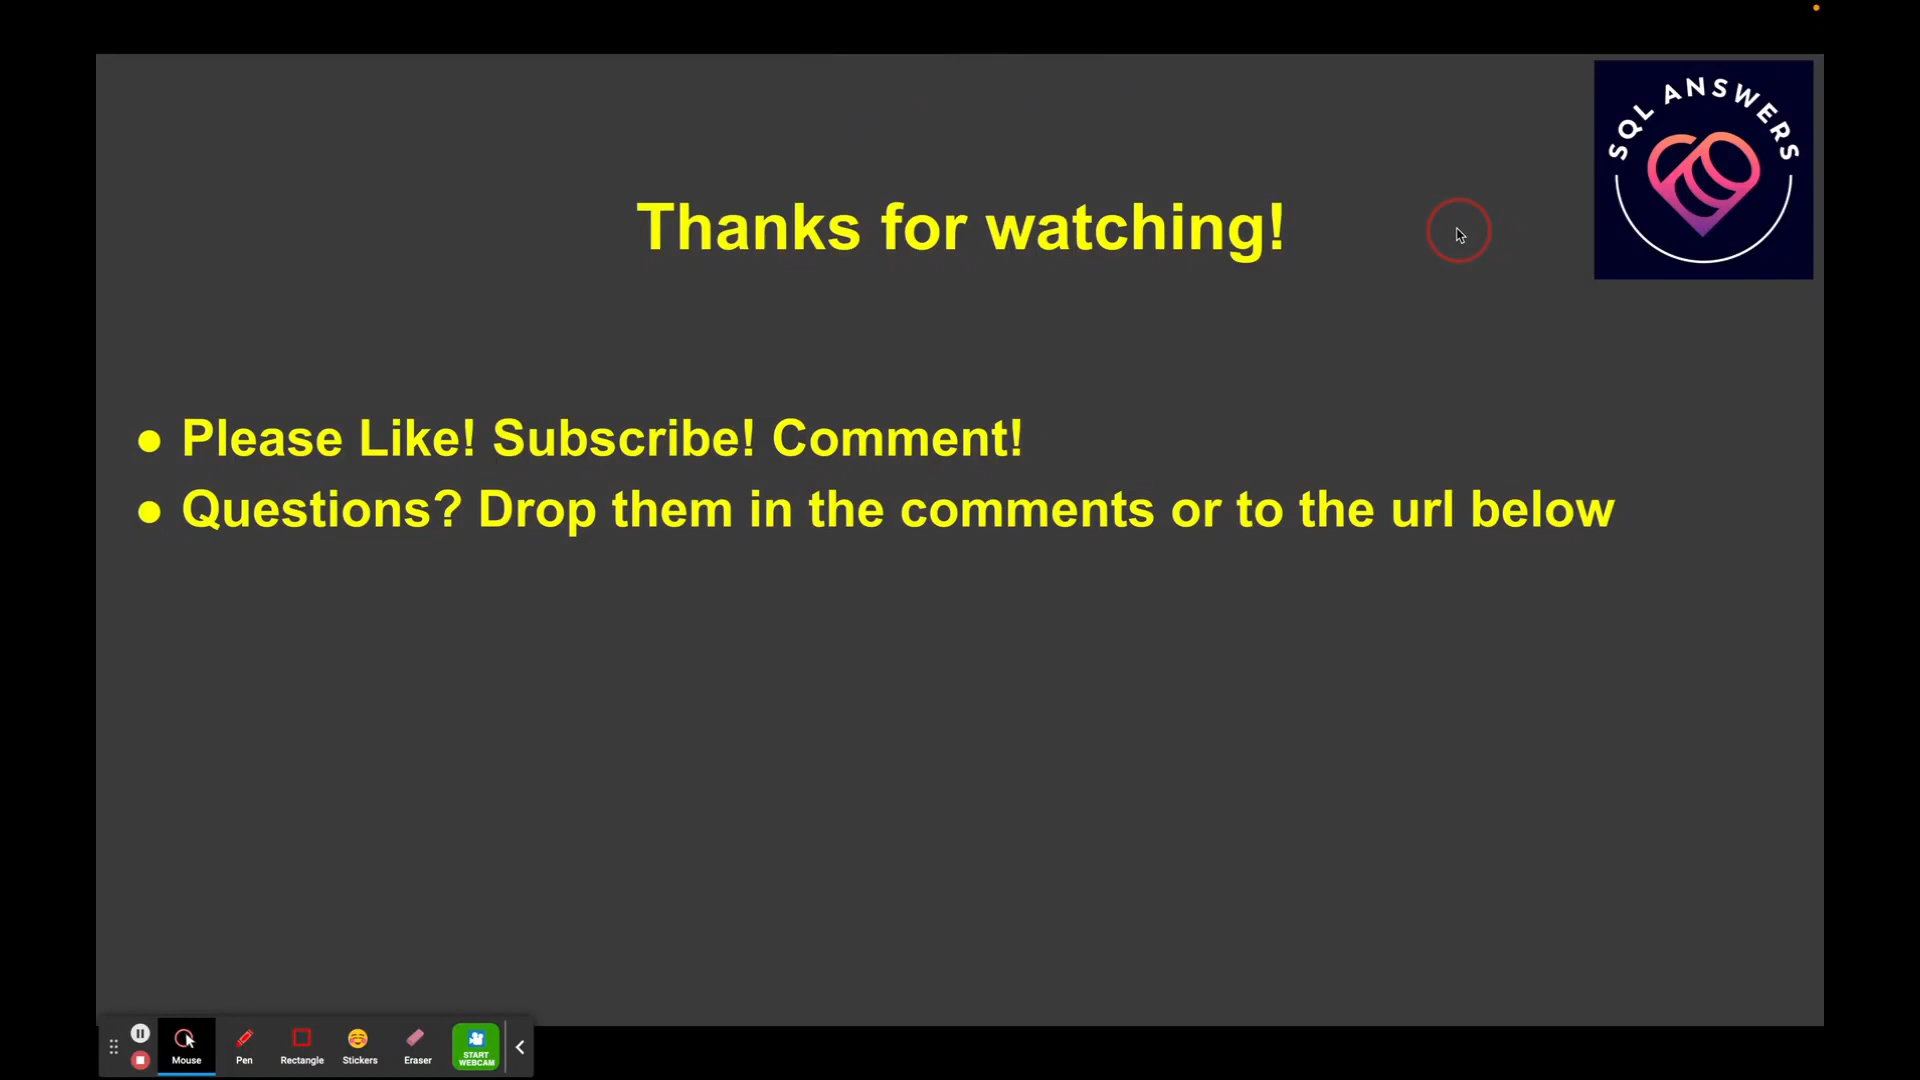 SQL ANSWERS
Thanks for watching!
● Please Like! Subscribe! Comment!
● Questions? Drop them in the comments or to the url below
Mouse
Pen
Rectangle
Stickers
Eraser
START
WEBCAM